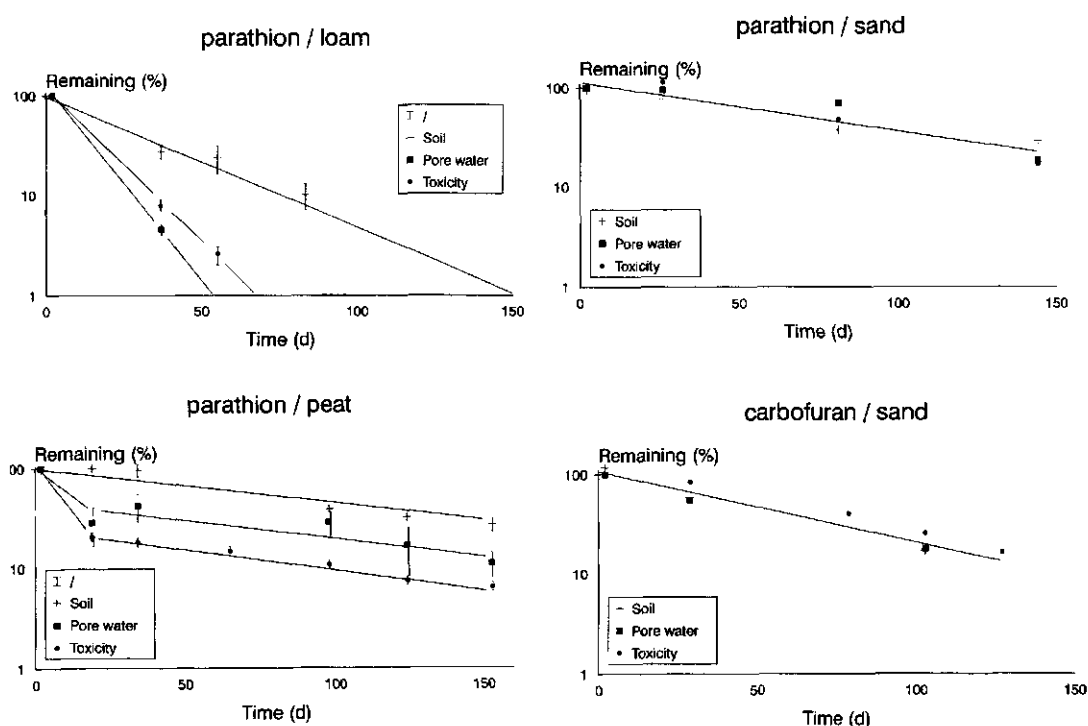 parathion / loam
Remaining (%)
100
10
1
0
50
100
150
Time (d)
I /
Soil
Pore water
Toxicity
parathion / sand
Remaining (%)
100
10
1
0
50
100
150
Time (d)
Soil
Pore water
Toxicity
parathion / peat
Remaining (%)
00
10
1
0
50
100
150
Time (d)
I /
Soil
Pore water
Toxicity
carbofuran / sand
Remaining (%)
100
10
1
0
50
100
150
Time (d)
Soil
Pore water
Toxicity